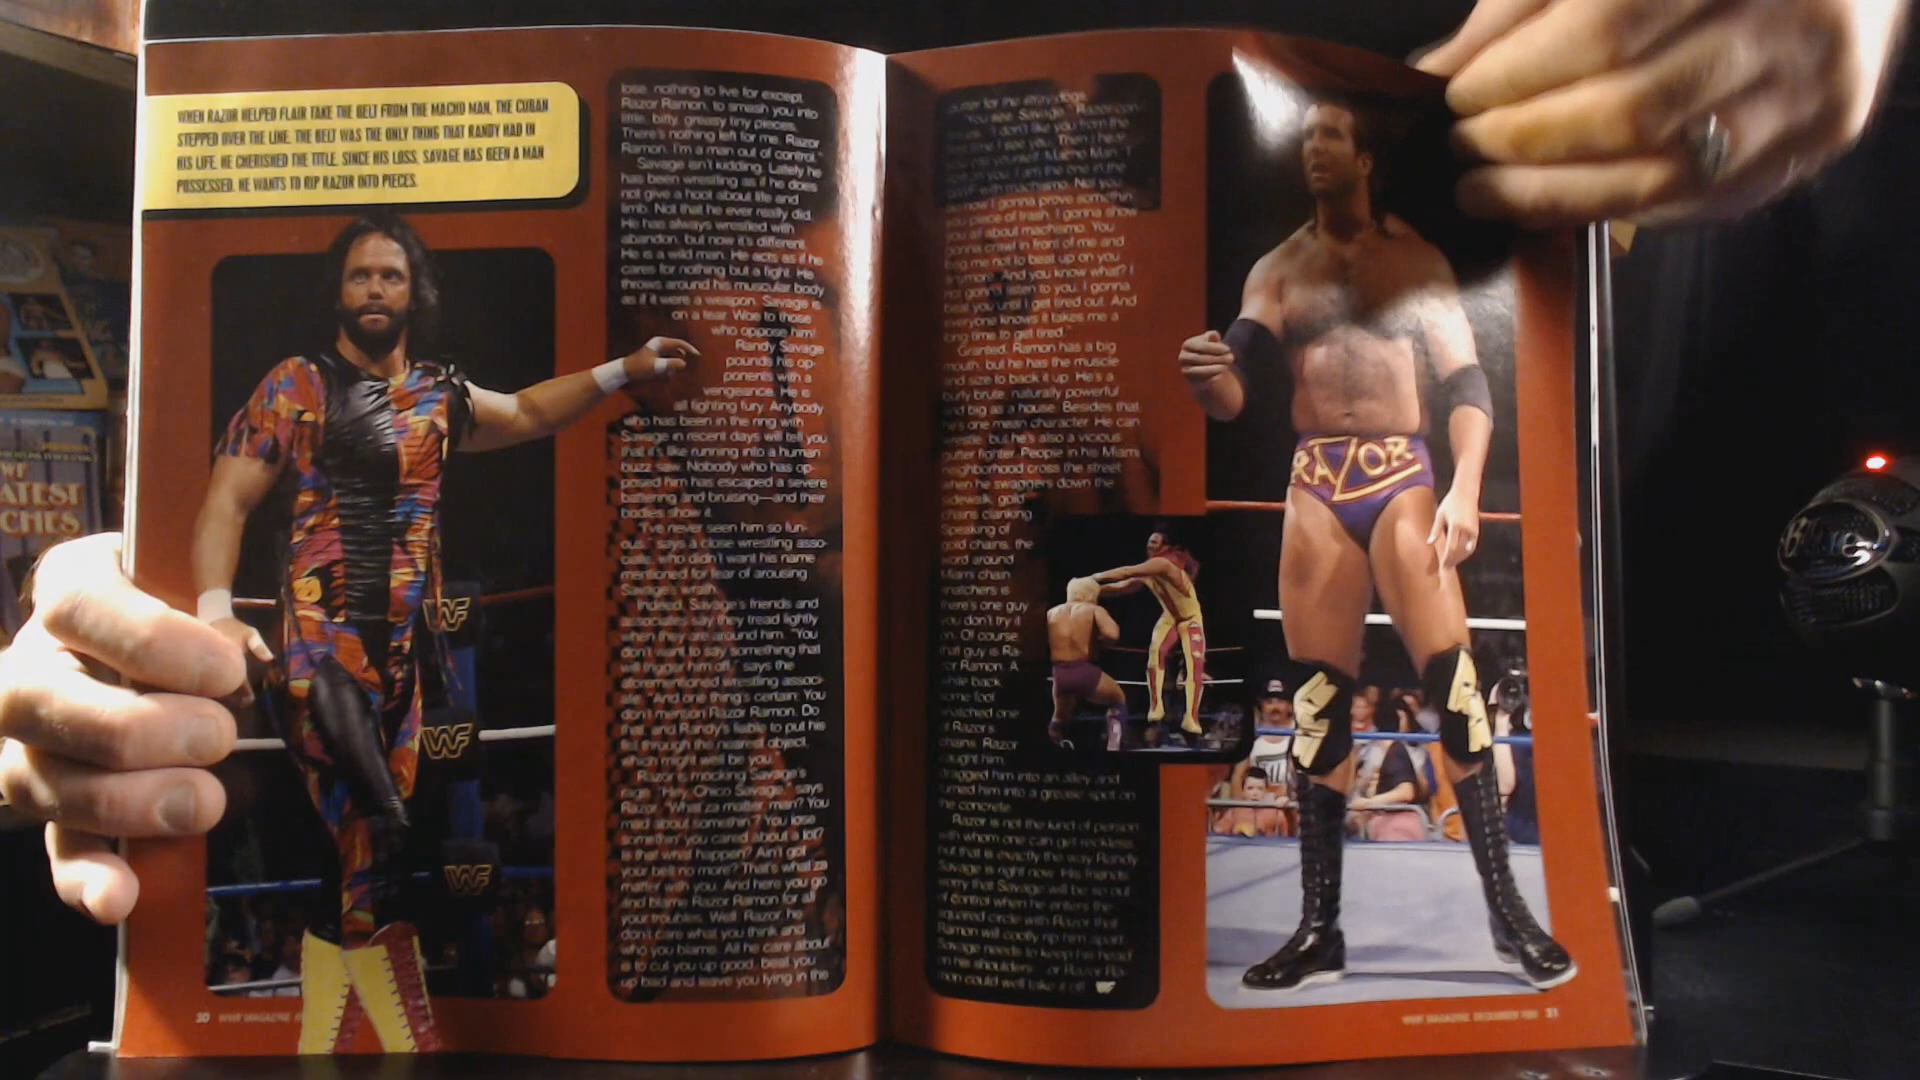 WHEN RAZOR HELPED FLAIR TAKE THE BELT FROM THE MACHO MAN, THE CUBAN
STEPPED OVER THE LINE. THE BELT WAS THE ONLY THING THAT RANDY HAD IN
HIS LIFE. HE CHERISHED THE TITLE. SINCE HIS LOSS, SAVAGE HAS BEEN A MAN
POSSESSED. HE WANTS TO RIP RAZOR INTO PIECES.
lose, nothing to live for except,
Razor Ramon, to smash you into
little, bitty, greasy tiny pieces.
There's nothing left for me, Razor
Ramon. I'm a man out of control."
Savage isn't kidding. Lately he
has been wrestling as if he does
not give a hoot about life and
limb. Not that he ever really did.
He has always wrestled with
abandon, but now it's different.
He is a wild man. He acts as if he
cares for nothing but a fight. He
throws around his muscular body
as if it were a weapon. Savage is
on a tear. Woe to those
who oppose him!
Randy Savage
pounds his op-
ponents with a
vengeance. He is
all fighting fury. Anybody
who has been in the ring with
Savage in recent days will tell you
that it's like running into a human
buzz saw. Nobody who has op-
posed him has escaped a severe
battering and bruising—and their
bodies show it.
"I've never seen him so furi-
ous," says a close wrestling asso-
ciate, who didn't want his name
mentioned for fear of arousing
Savage's wrath.
Indeed, Savage's friends and
associates say they tread lightly
when they are around him. "You
don't want to say something that
will trigger him off," says the
aforementioned wrestling associ-
ate. "And one thing's certain: You
don't mention Razor Ramon. Do
that, and Randy's liable to put his
fist through the nearest object,
which might well be you."
Razor is mocking Savage's
rage. "Hey, Chico Savage," says
Razor. "What za matter man? You
mad about somethin'? You lose
somethin' you cared about a lot?
Is that what happen? Ain't got
your belt no more? That's what za
matter with you. And here you go
and blame Razor Ramon for all
your troubles. Well, Razor, he
don't care what you think and
who you blame. All he care about
is to cut you up good, beat you
up bad and leave you lying in the
gutter for the stray dogs.
"You see, Savage," Razor con-
tinues, "I don't like you from the
first time I see you. Then I hear
you call yourself 'Macho Man.' I
I am the one in the
WWF with machismo. Not you.
So now I gonna prove somethin',
you piece of trash. I gonna show
you all about machismo. You
gonna crawl in front of me and
beg me not to beat up on you
anymore. And you know what? I
not gonna listen to you. I gonna
beat you until I get tired out. And
everyone knows it takes me a
long time to get tired."
Granted, Ramon has a big
mouth, but he has the muscle
and size to back it up. He's a
burly brute, naturally powerful
and big as a house. Besides that,
he's one mean character. He can
wrestle, but he's also a vicious
gutter fighter. People in his Miami
neighborhood cross the street
when he swaggers down the
sidewalk, gold
chains clanking.
Speaking of
gold chains, the
word around
Miami chain
snatchers is
there's one guy
you don't try it
on. Of course,
that guy is Ra-
zor Ramon. A
while back,
some fool
snatched one
of Razor's
chains. Razor
caught him,
dragged him into an alley and
turned him into a grease spot on
the concrete.
Razor is not the kind of person
with whom one can get reckless,
but that is exactly the way Randy
Savage is right now. His friends
worry that Savage will be so out
of control when he enters the
squared circle with Razor that
Ramon will coolly rip him apart.
Savage needs to keep his head
on his shoulders...or Razor Ra-
mon could well take it off.
RAZOR
WF
WF
WF
30 WWF MAGAZINE
WWF MAGAZINE DECEMBER 31
ATEST
CHES